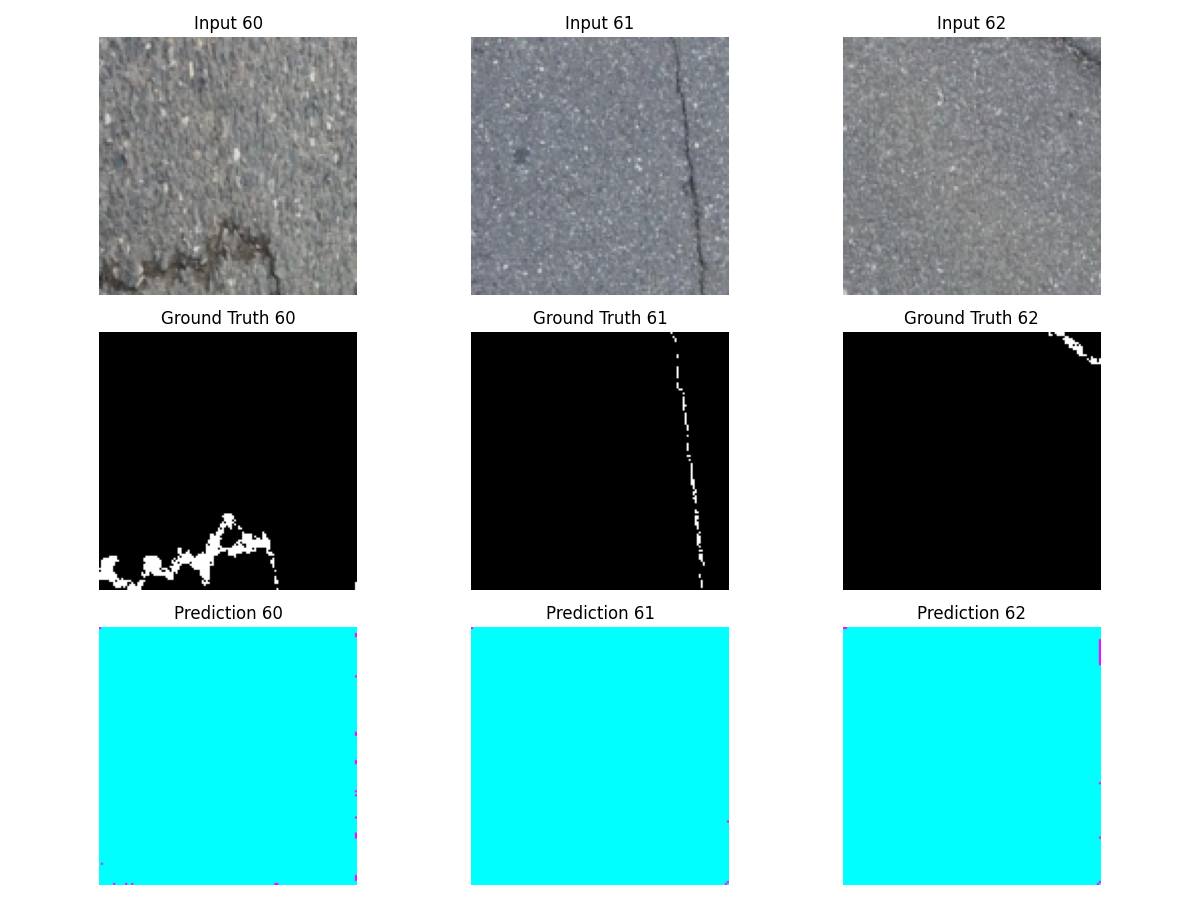 Input 60
Input 61
Input 62
Ground Truth 60
Ground Truth 61
Ground Truth 62
Prediction 60
Prediction 61
Prediction 62